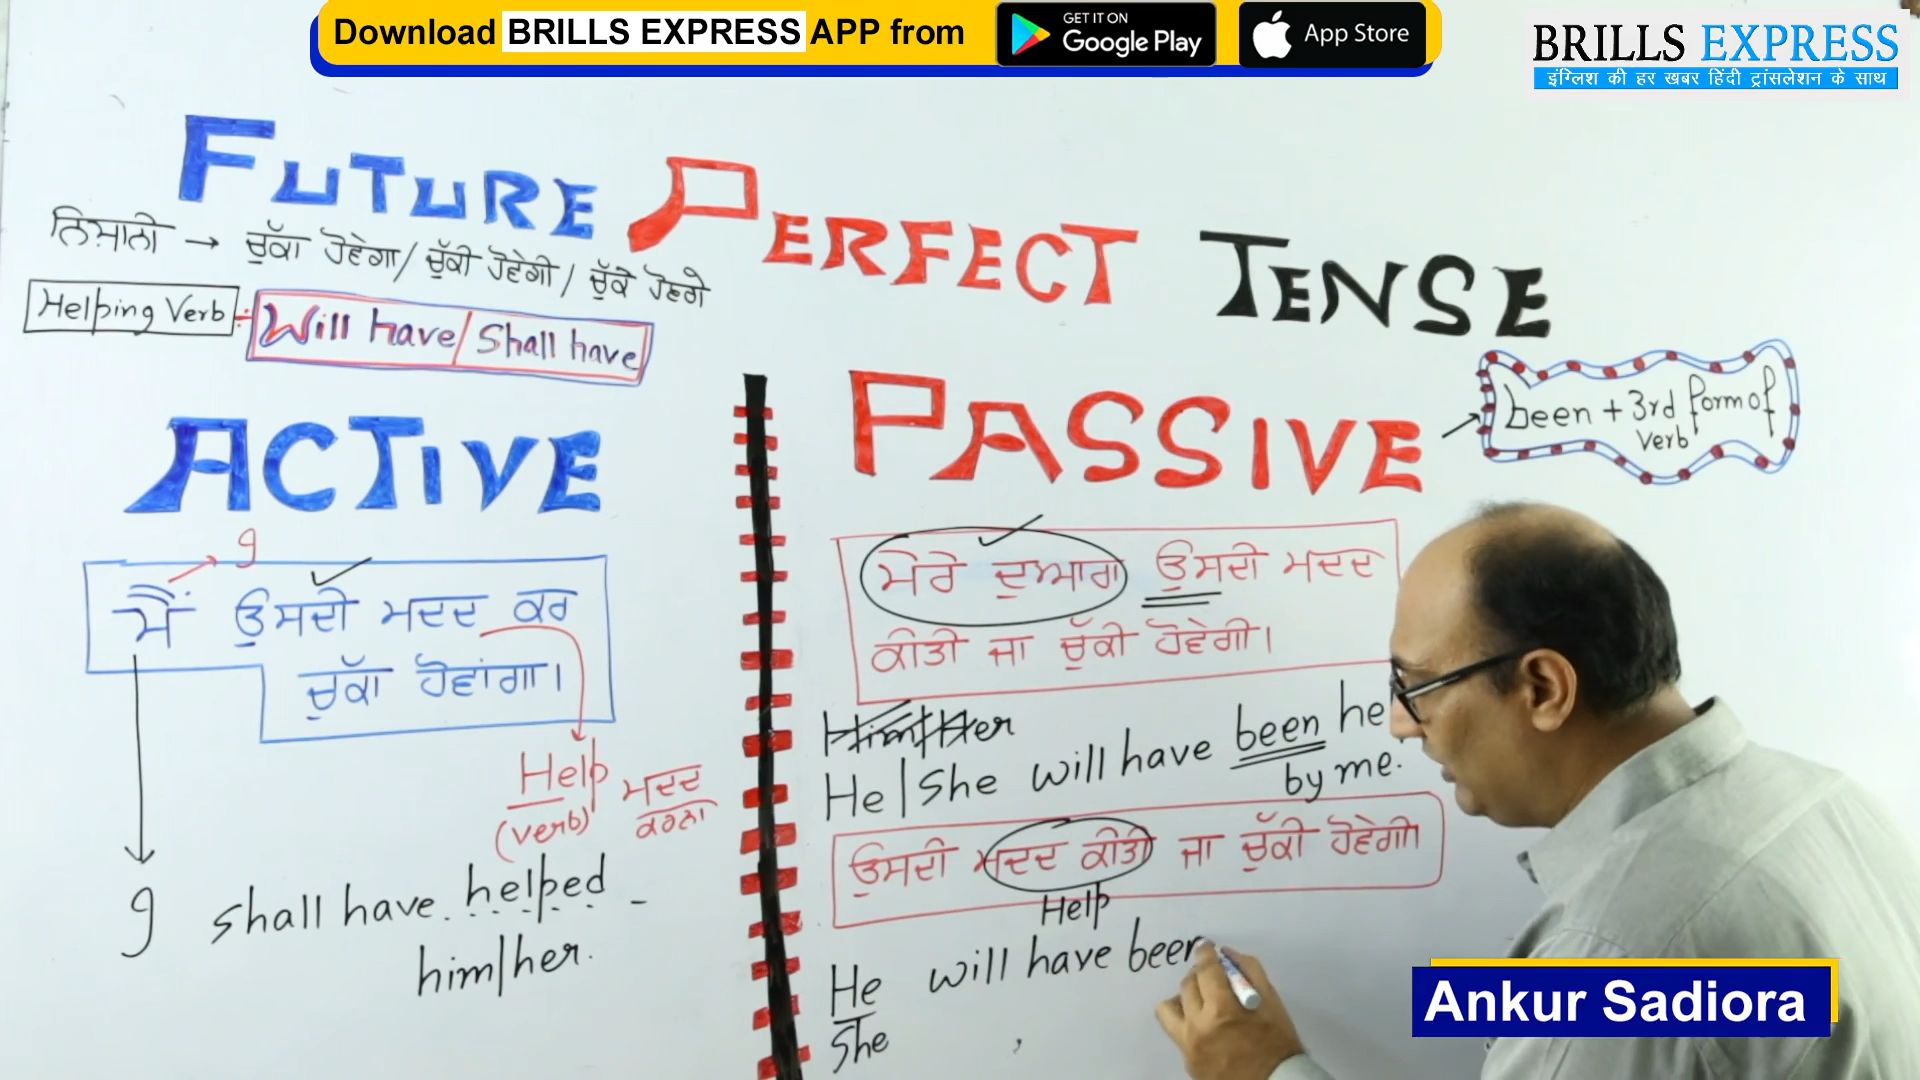 Download BRILLS EXPRESS APP from
GET IT ON
Google Play
App Store
BRILLS EXPRESS
इंग्लिश की हर खबर हिंदी ट्रांसलेशन के साथ
FUTURE PERFECT TENSE
ਨਿਸ਼ਾਨੀ → ਚੁੱਕਾ ਹੋਵੇਗਾ/ ਚੁੱਕੀ ਹੋਵੇਗੀ/ ਚੁੱਕੇ ਹੋਣਗੇ
Helping Verb : Will have/ Shall have
ACTIVE
9
ਮੈਂ ਉਸਦੀ ਮਦਦ ਕਰ
ਚੁੱਕਾ ਹੋਵਾਂਗਾ।
Help
(verb)
ਮਦਦ
ਕਰਨਾ
9 shall have helped
him/her.
PASSIVE → been + 3rd form of
verb
ਮੇਰੇ ਦੁਆਰਾ ਉਸਦੀ ਮਦਦ
ਕੀਤੀ ਜਾ ਚੁੱਕੀ ਹੋਵੇਗੀ।
Him/Her
He/She will have been
by me.
ਉਸਦੀ ਮਦਦ ਕੀਤੀ ਜਾ ਚੁੱਕੀ ਹੋਵੇਗੀ।
Help
He will have been
She
Ankur Sadiora